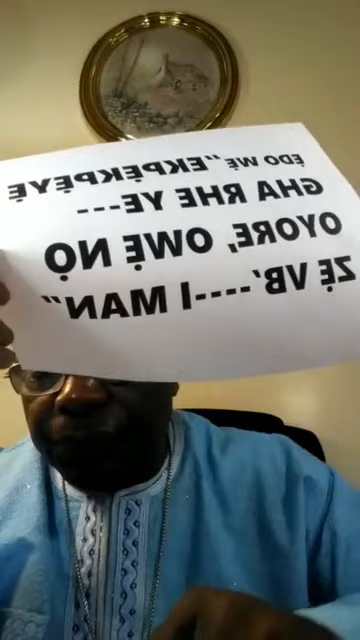 ẸDO WẸ "EKPẸKPẸYẸ
GHA RHE YE---
OYORE, OWẸ NỌ
ZẸ VB'----I MAN"